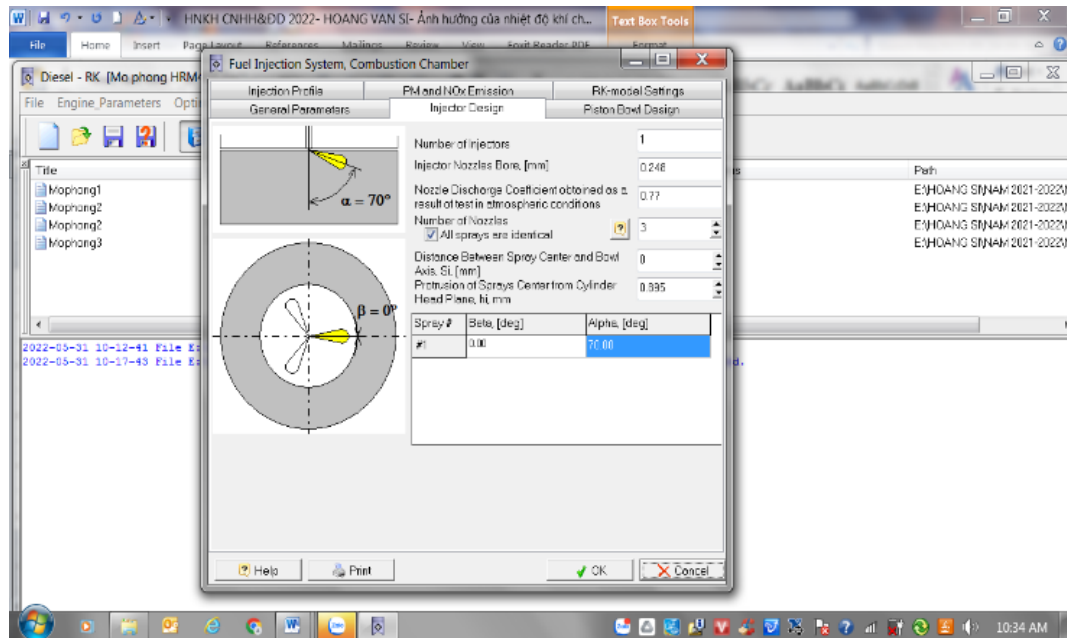 HNKH CNHH&ĐD 2022- HOANG VAN SI- Ảnh hưởng của nhiệt độ khí ch...
Text Box Tools
File Home Insert Page Layout References Mailings Review View Foxit Reader PDF Format
Diesel - RK [Mo phong HRM
File Engine_Parameters Opti
Title
Path
Mophong1
E:\HOANG SI\NAM 2021-2022\
Mophong2
E:\HOANG SI\NAM 2021-2022\
Mophong2
E:\HOANG SI\NAM 2021-2022\
Mophong3
E:\HOANG SI\NAM 2021-2022\
2022-05-31 10-12-41 File E:
2022-05-31 10-17-43 File E:
d.
Fuel Injection System, Combustion Chamber
Injection Profile
PM and NOx Emission
RK-model Settings
General Parameters
Injector Design
Piston Bowl Design
α = 70°
β = 0°
Number of Injectors
1
Injector Nozzles Bore, [mm]
0.248
Nozzle Discharge Coefficient obtained as a
result of test in atmospheric conditions
0.77
Number of Nozzles
All sprays are identical
3
Distance Between Spray Center and Bowl
Axis, Si, [mm]
0
Protrusion of Sprays Center from Cylinder
Head Plane, hi, mm
0.895
Spray # Beta, [deg] Alpha, [deg]
#1 0.00 70.00
Help
Print
OK
Cancel
10:34 AM